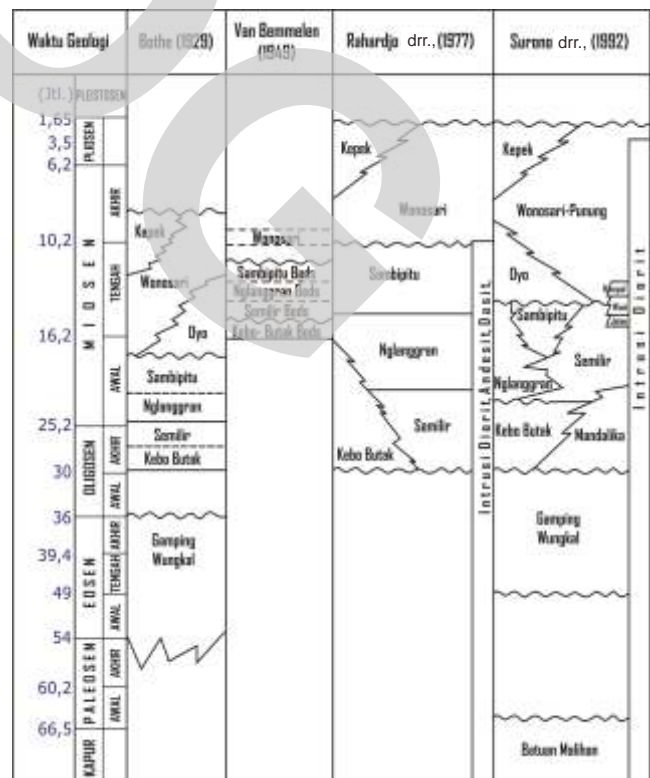 Waktu Geologi
Bothe (1929)
Van Bemmelen
(1949)
Rahardjo drr., (1977)
Surono drr., (1992)
(Jtl.)
PLEISTOSEN
1,65
3,5
6,2
10,2
16,2
25,2
30
36
39,4
49
54
60,2
66,5
PLIOSEN
MIOSEN
AKHIR
TENGAH
AWAL
OLIGOSEN
AKHIR
AWAL
EOSEN
AKHIR
TENGAH
AWAL
PALEOSEN
AKHIR
AWAL
KAPUR
Kepek
Wonosari
Oyo
Sambipitu
Nglanggran
Semilir
Kebo Butak
Gamping
Wungkal
Wonosari
Sambipitu Beds
Nglanggran Beds
Semilir Beds
Kebo- Butak Beds
Kepek
Wonosari
Sambipitu
Nglanggran
Semilir
Kebo Butak
Intrusi Diorit, Andesit, Dasit,
Kepek
Wonosari-Punung
Oyo
Sambipitu
Semilir
Nglanggran
Kebo Butak
Mandalika
Gamping
Wungkal
Batuan Malihan
Intrusi Diorit